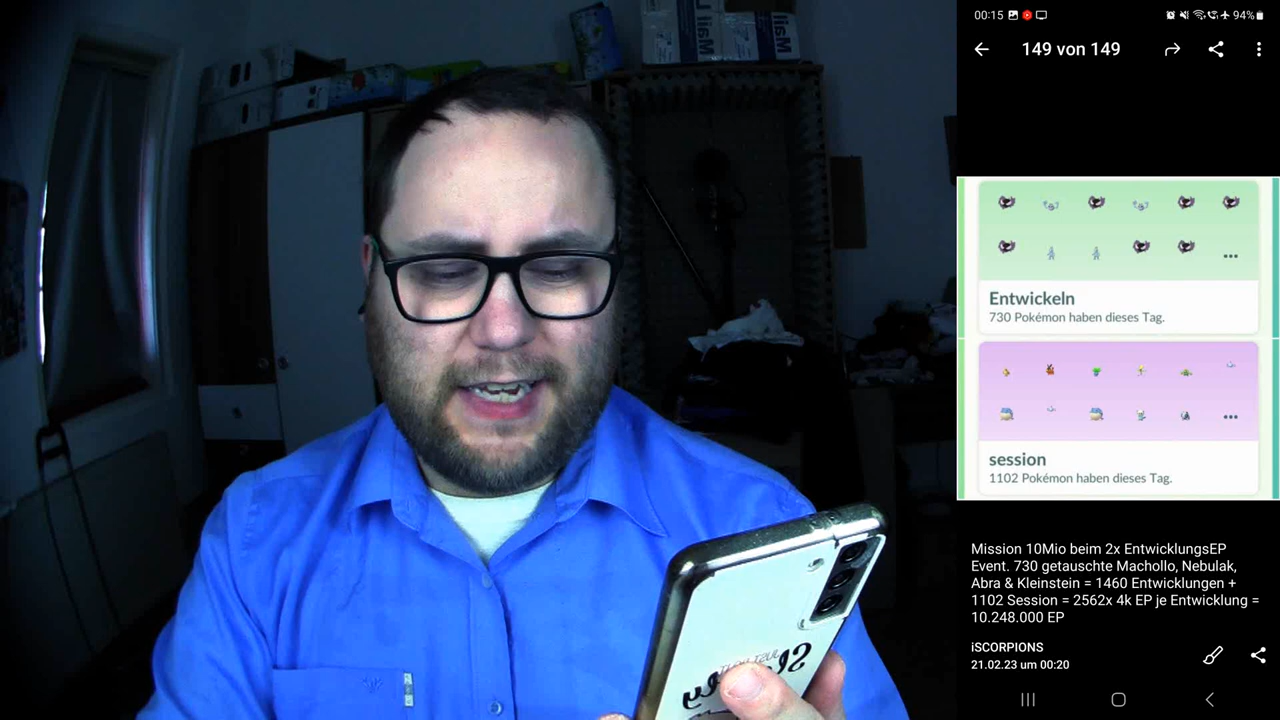 00:15
94%
149 von 149
Entwickeln
730 Pokémon haben dieses Tag.
session
1102 Pokémon haben dieses Tag.
Mission 10Mio beim 2x EntwicklungsEP
Event. 730 getauschte Machollo, Nebulak,
Abra & Kleinstein = 1460 Entwicklungen +
1102 Session = 2562x 4k EP je Entwicklung =
10.248.000 EP
iSCORPIONS
21.02.23 um 00:20